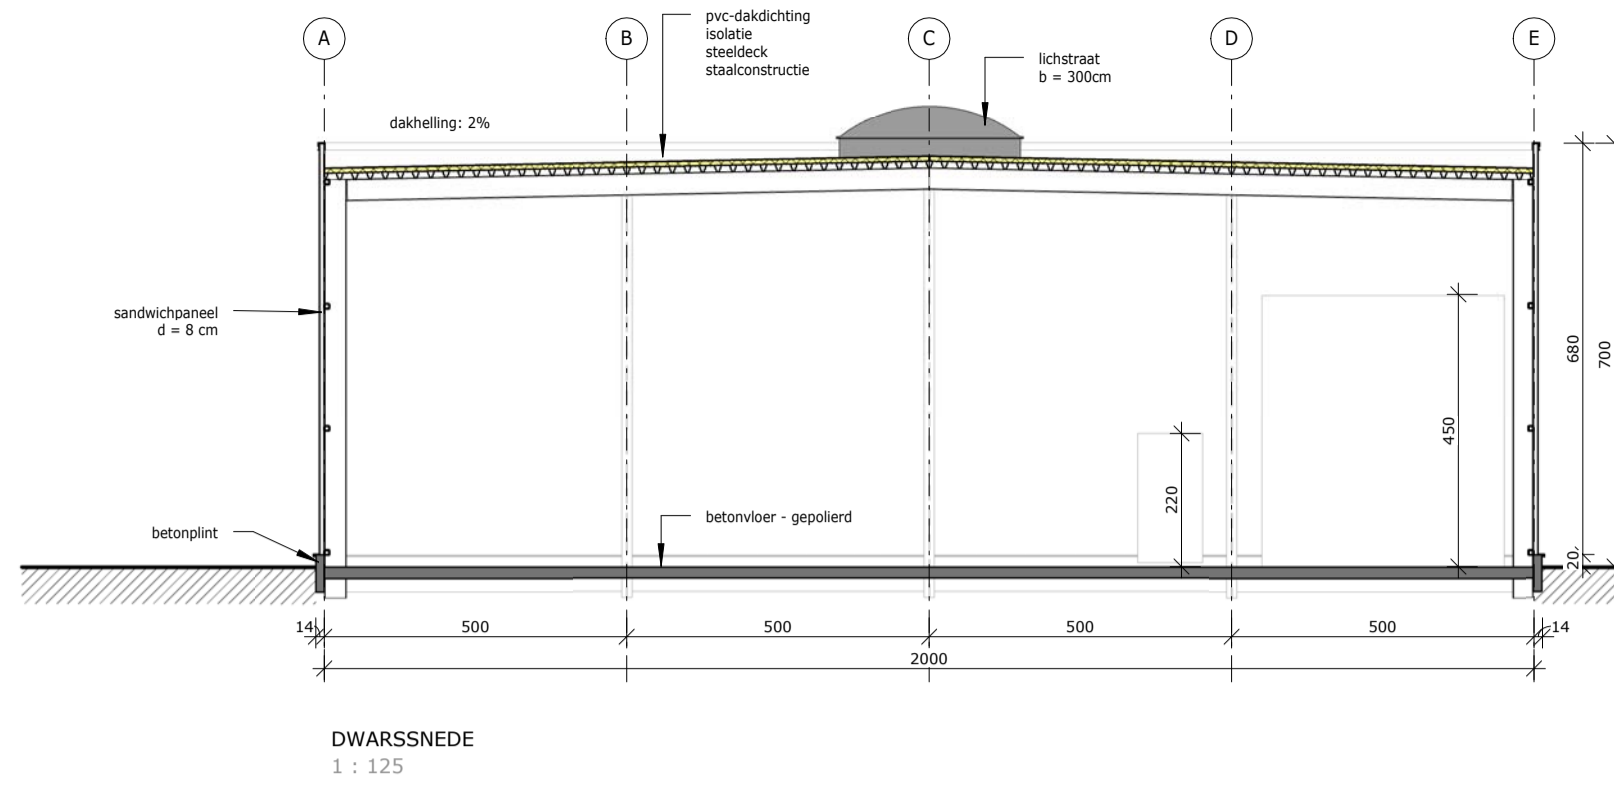 A
B
C
D
E
pvc-dakdichting
isolatie
steeldeck
staalconstructie
lichstraat
b = 300cm
dakhelling: 2%
sandwichpaneel
d = 8 cm
betonplint
betonvloer - gepolierd
220
450
680
700
20
14
500
500
500
500
14
2000
DWARSSNEDE
1 : 125